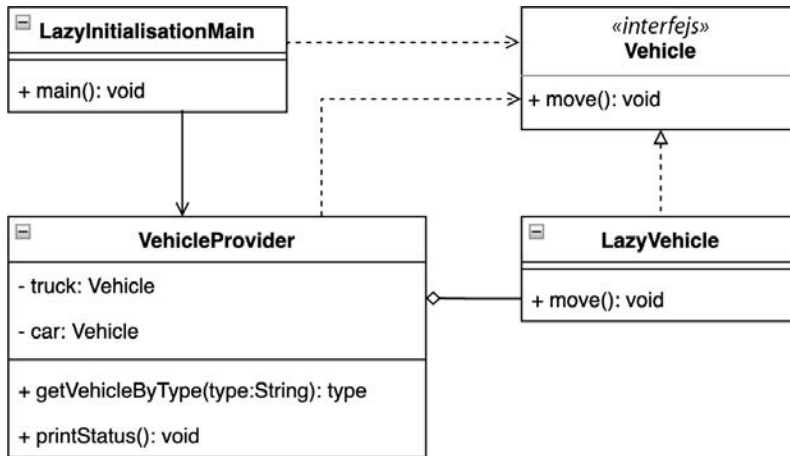 LazyInitialisationMain
+ main(): void
«interfejs»
Vehicle
+ move(): void
VehicleProvider
- truck: Vehicle
- car: Vehicle
+ getVehicleByType(type:String): type
+ printStatus(): void
LazyVehicle
+ move(): void